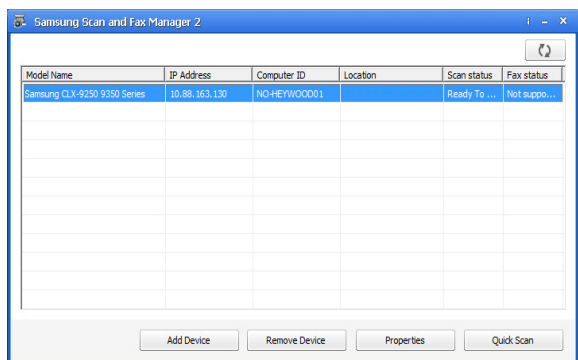 Samsung Scan and Fax Manager 2
Model Name IP Address Computer ID Location Scan status Fax status
Samsung CLX-9250 9350 Series 10.88.163.130 NO-HEYWOOD01 Ready To ... Not suppo...
Add Device Remove Device Properties Quick Scan